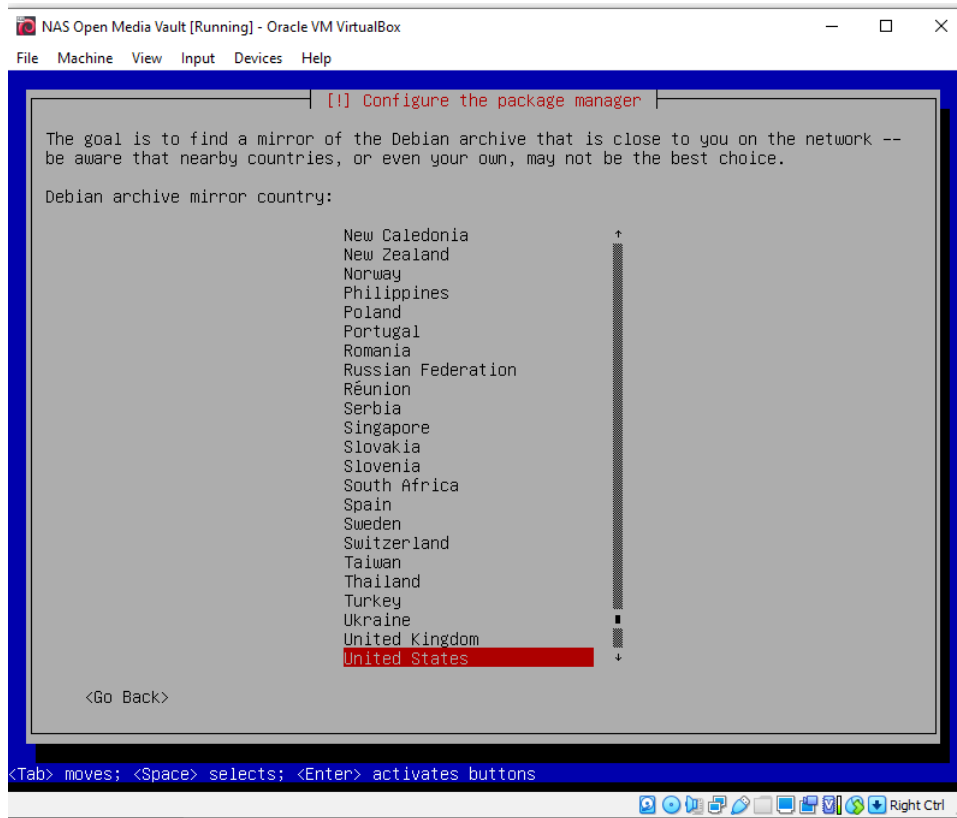 NAS Open Media Vault [Running] - Oracle VM VirtualBox
File Machine View Input Devices Help
[!] Configure the package manager
The goal is to find a mirror of the Debian archive that is close to you on the network --
be aware that nearby countries, or even your own, may not be the best choice.
Debian archive mirror country:
New Caledonia
New Zealand
Norway
Philippines
Poland
Portugal
Romania
Russian Federation
Réunion
Serbia
Singapore
Slovakia
Slovenia
South Africa
Spain
Sweden
Switzerland
Taiwan
Thailand
Turkey
Ukraine
United Kingdom
United States
<Go Back>
<Tab> moves; <Space> selects; <Enter> activates buttons
Right Ctrl